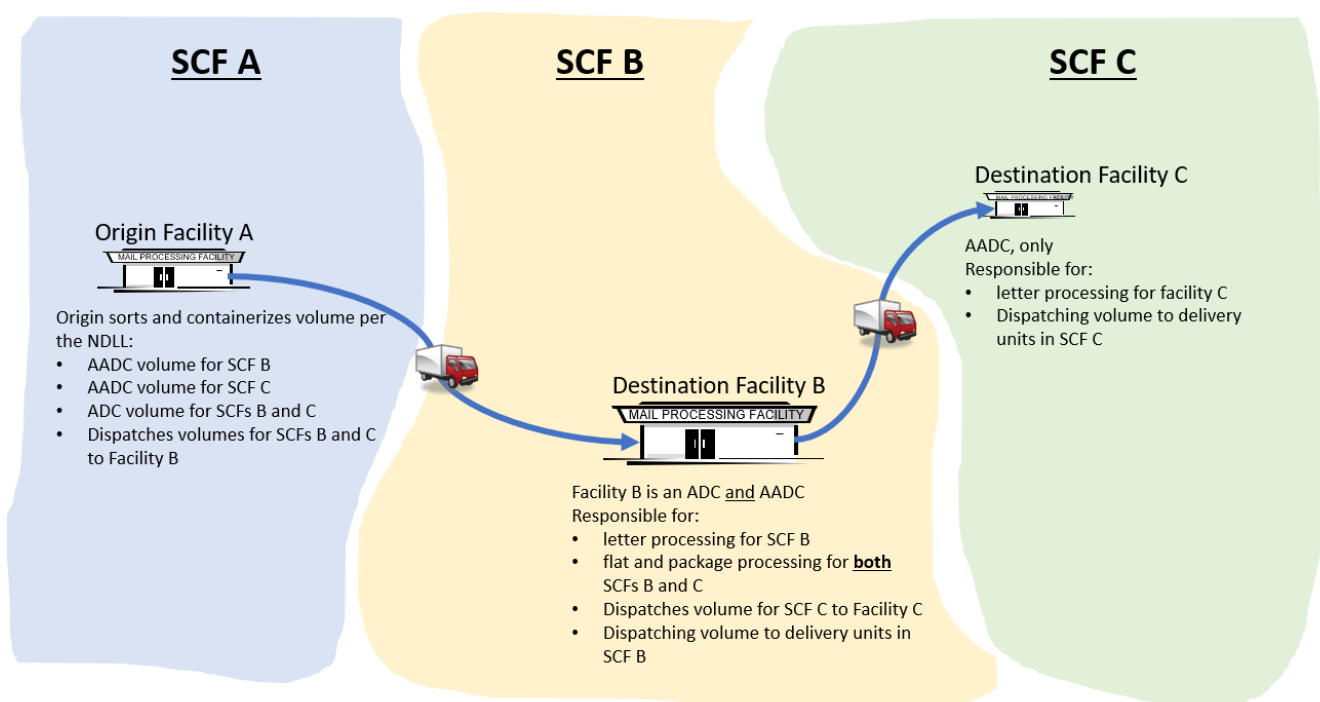 SCF A
SCF B
SCF C
Destination Facility C
MAIL PROCESSING FACILITY
AADC, only
Responsible for:
• letter processing for facility C
• Dispatching volume to delivery
units in SCF C
Origin Facility A
MAIL PROCESSING FACILITY
Origin sorts and containerizes volume per
the NDLL:
• AADC volume for SCF B
• AADC volume for SCF C
• ADC volume for SCFs B and C
• Dispatches volumes for SCFs B and C
to Facility B
Destination Facility B
MAIL PROCESSING FACILITY
Facility B is an ADC and AADC
Responsible for:
• letter processing for SCF B
• flat and package processing for both
SCFs B and C
• Dispatches volume for SCF C to Facility C
• Dispatching volume to delivery units in
SCF B